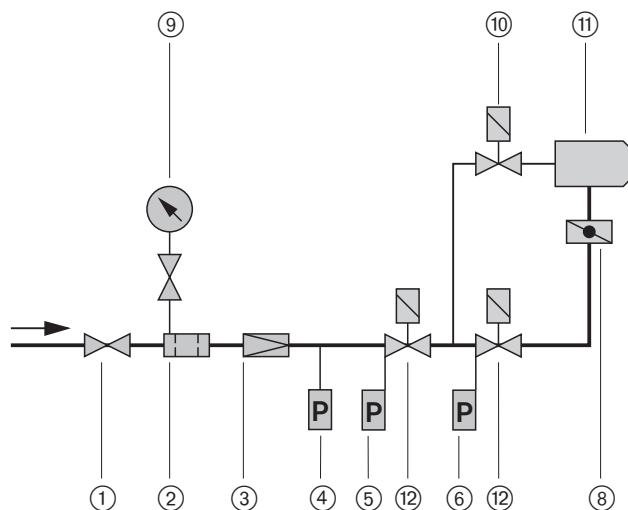 ⑨ ⑩ ⑪
P P P
① ② ③ ④ ⑤ ⑫ ⑥ ⑫ ⑧